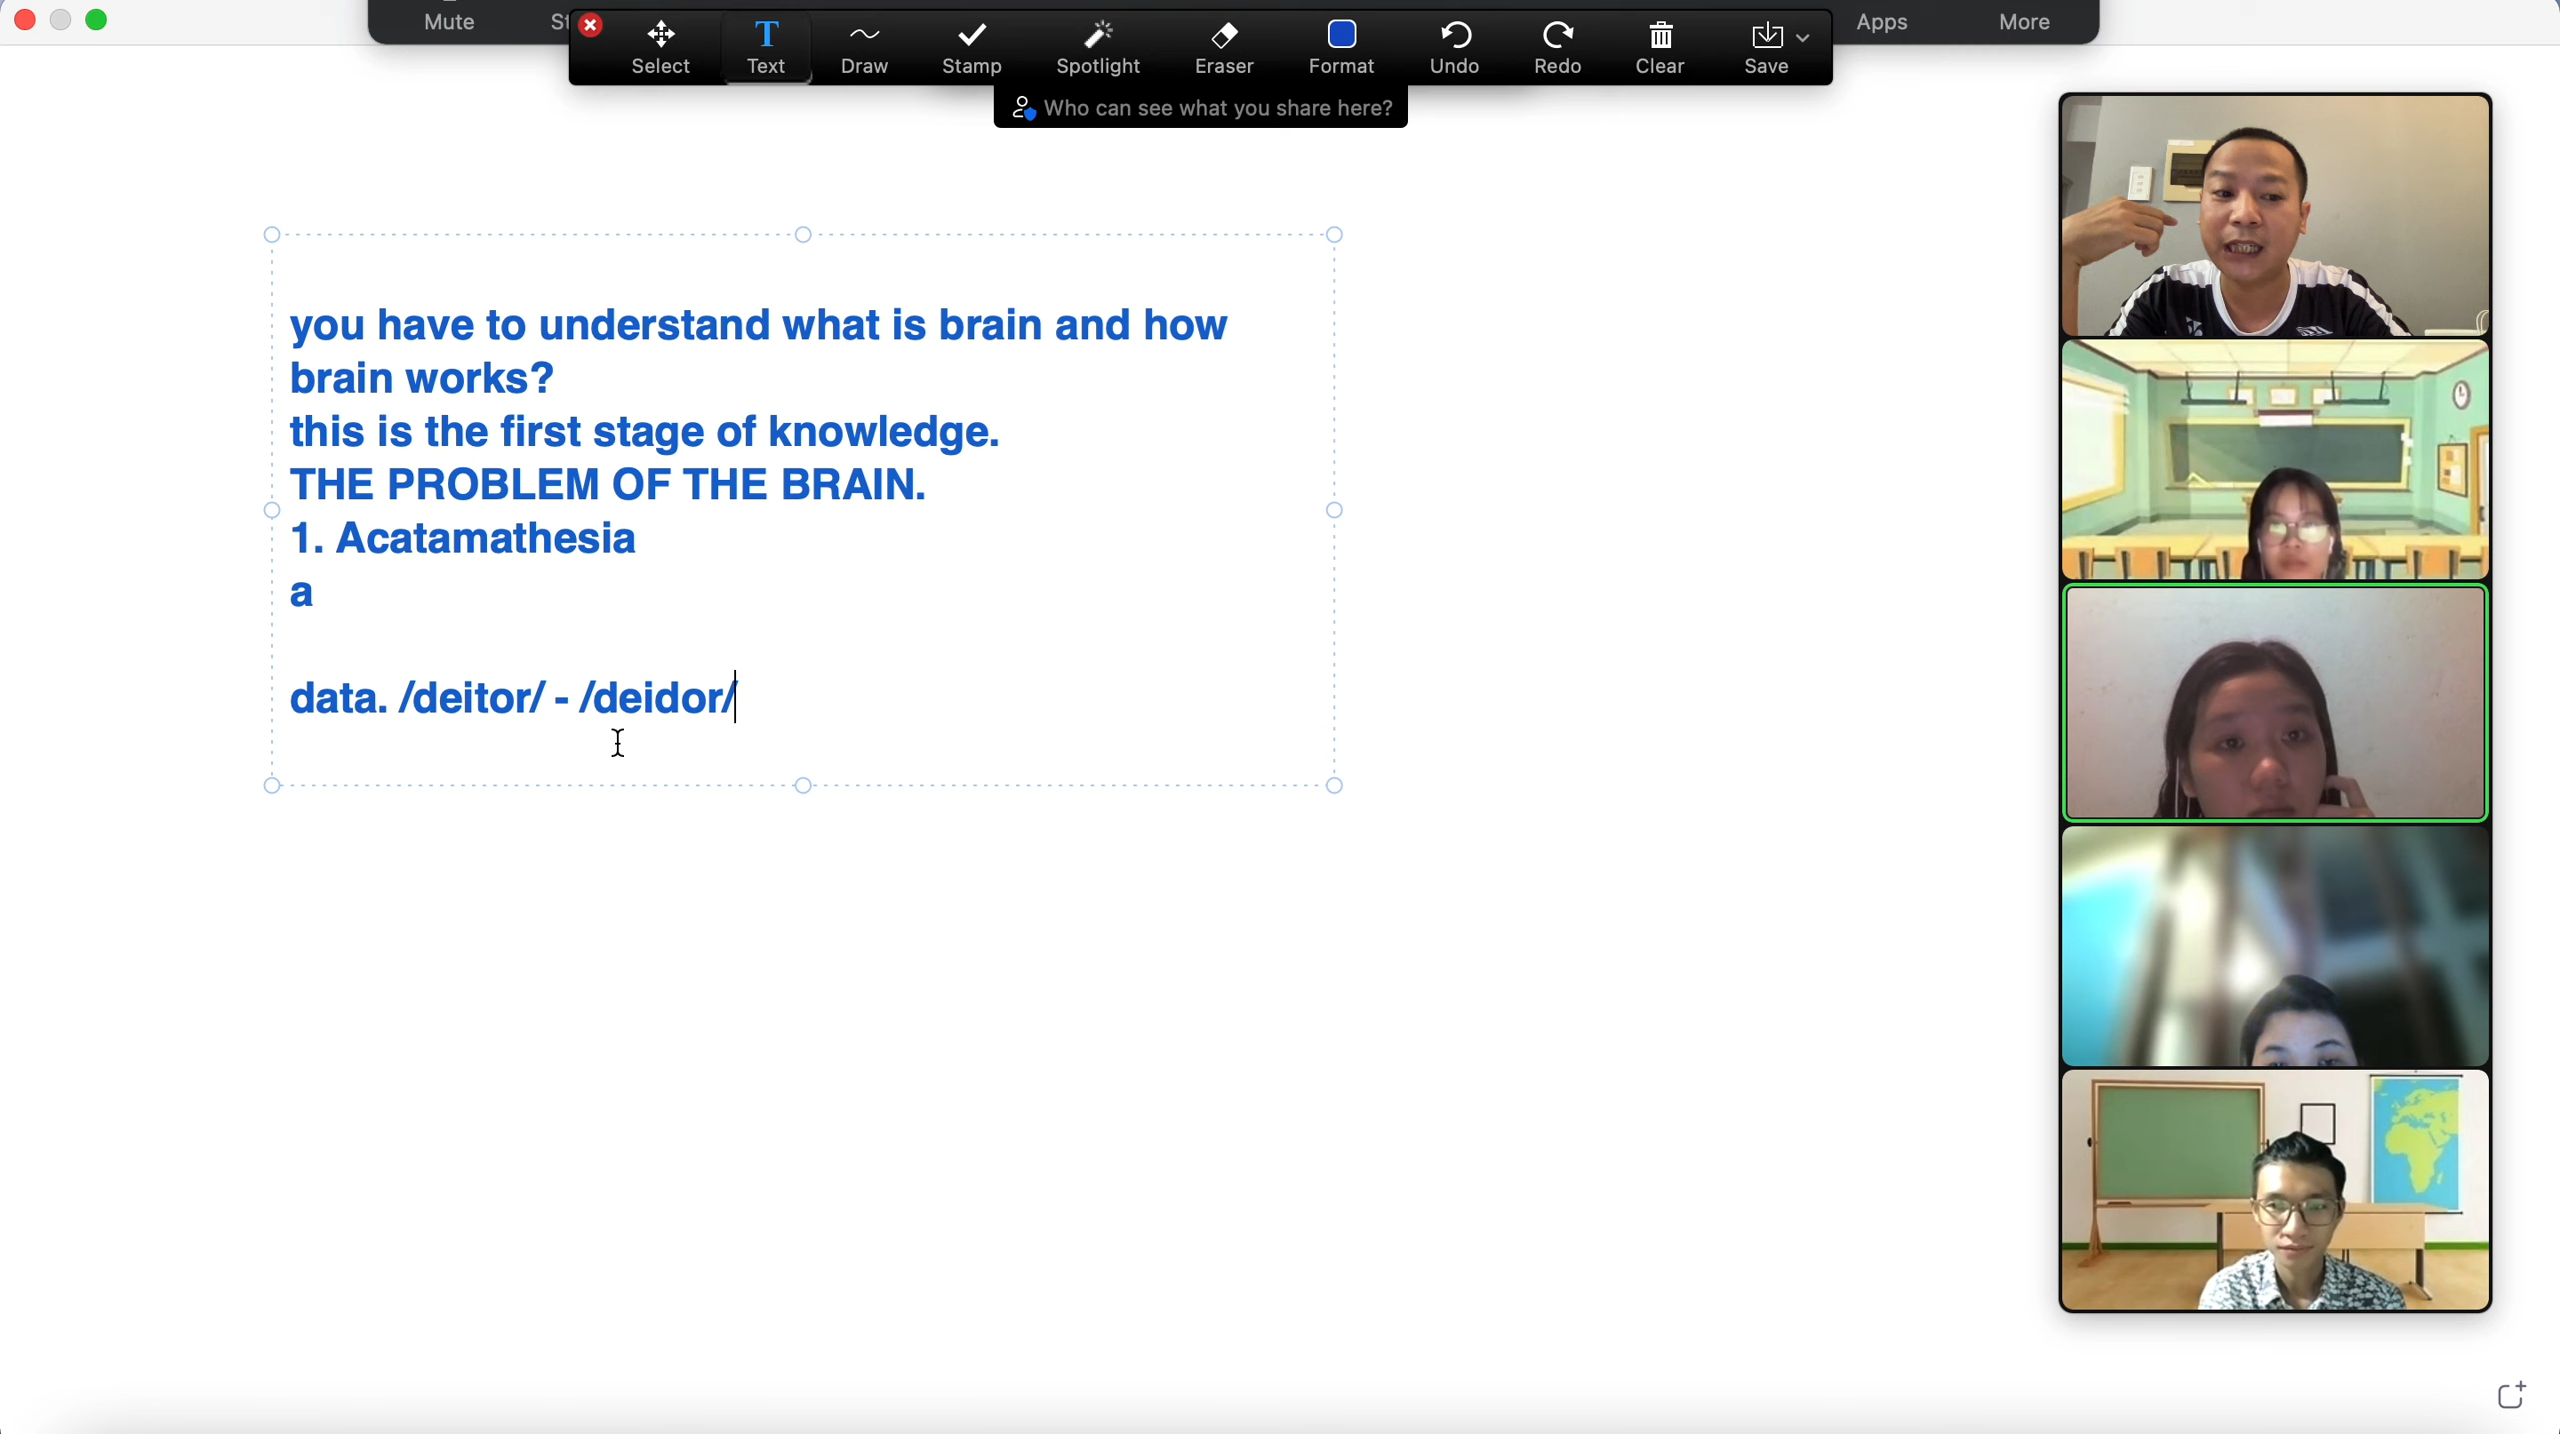 Mute
Apps
More
Select
Text
Draw
Stamp
Spotlight
Eraser
Format
Undo
Redo
Clear
Save
Who can see what you share here?
you have to understand what is brain and how
brain works?
this is the first stage of knowledge.
THE PROBLEM OF THE BRAIN.
1. Acatamathesia
a
data. /deitor/ - /deidor/